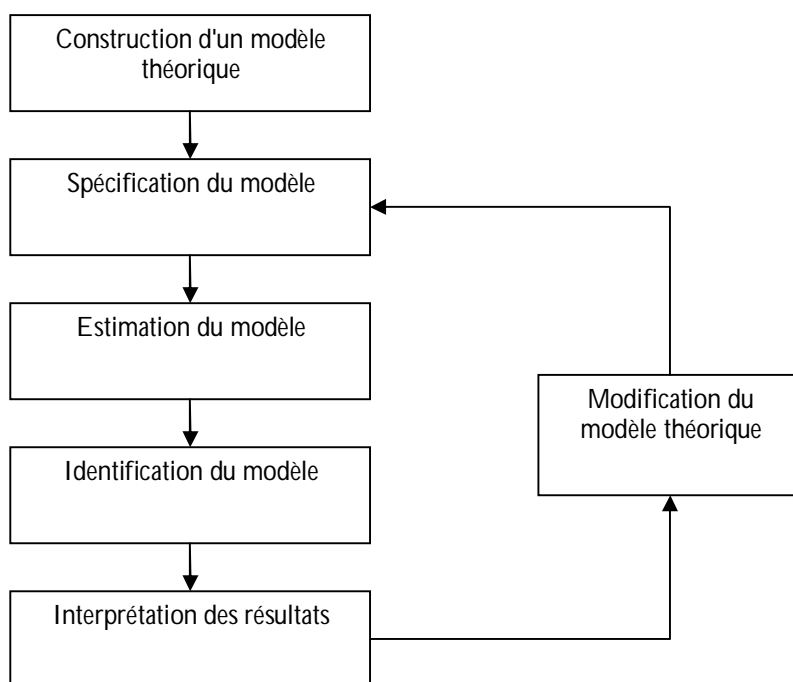 Construction d'un modèle
théorique
Spécification du modèle
Estimation du modèle
Modification du
modèle théorique
Identification du modèle
Interprétation des résultats